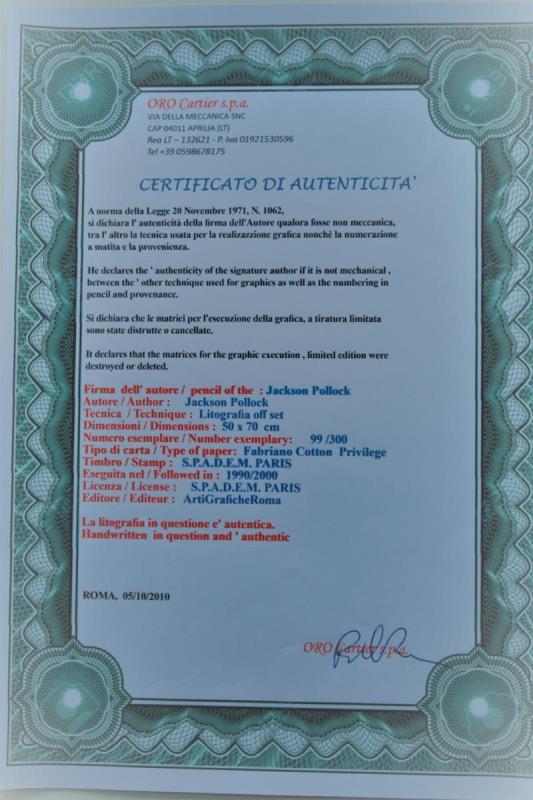 ORO Cartier s.p.a.
VIA DELLA MECCANICA SNC
CAP 04011 APRILIA (LT)
Rea LT – 132621 - P. Iva 01921530596
Tel +39 0598678175
CERTIFICATO DI AUTENTICITA'
A norma della Legge 20 Novembre 1971, N. 1062,
si dichiara l' autenticità della firma dell'Autore qualora fosse non meccanica,
tra l' altro la tecnica usata per la realizazzione grafica nonchè la numerazione
a matita e la provenienza.
He declares the ' authenticity of the signature author if it is not mechanical ,
between the ' other technique used for graphics as well as the numbering in
pencil and provenance.
Si dichiara che le matrici per l'esecuzione della grafica, a tiratura limitata
sono state distrutte o cancellate.
It declares that the matrices for the graphic execution , limited edition were
destroyed or deleted.
Firma dell' autore / pencil of the : Jackson Pollock
Autore / Author : Jackson Pollock
Tecnica / Technique : Litografia off set
Dimensioni / Dimensions : 50 x 70 cm
Numero esemplare / Number exemplary: 99 /300
Tipo di carta / Type of paper: Fabriano Cotton Privilege
Timbro / Stamp : S.P.A.D.E.M. PARIS
Eseguita nel / Followed in : 1990/2000
Licenza / License : S.P.A.D.E.M. PARIS
Editore / Editeur : ArtiGraficheRoma
La litografia in questione e' autentica.
Handwritten in question and ' authentic
ROMA, 05/10/2010
ORO Cartier s.p.a.